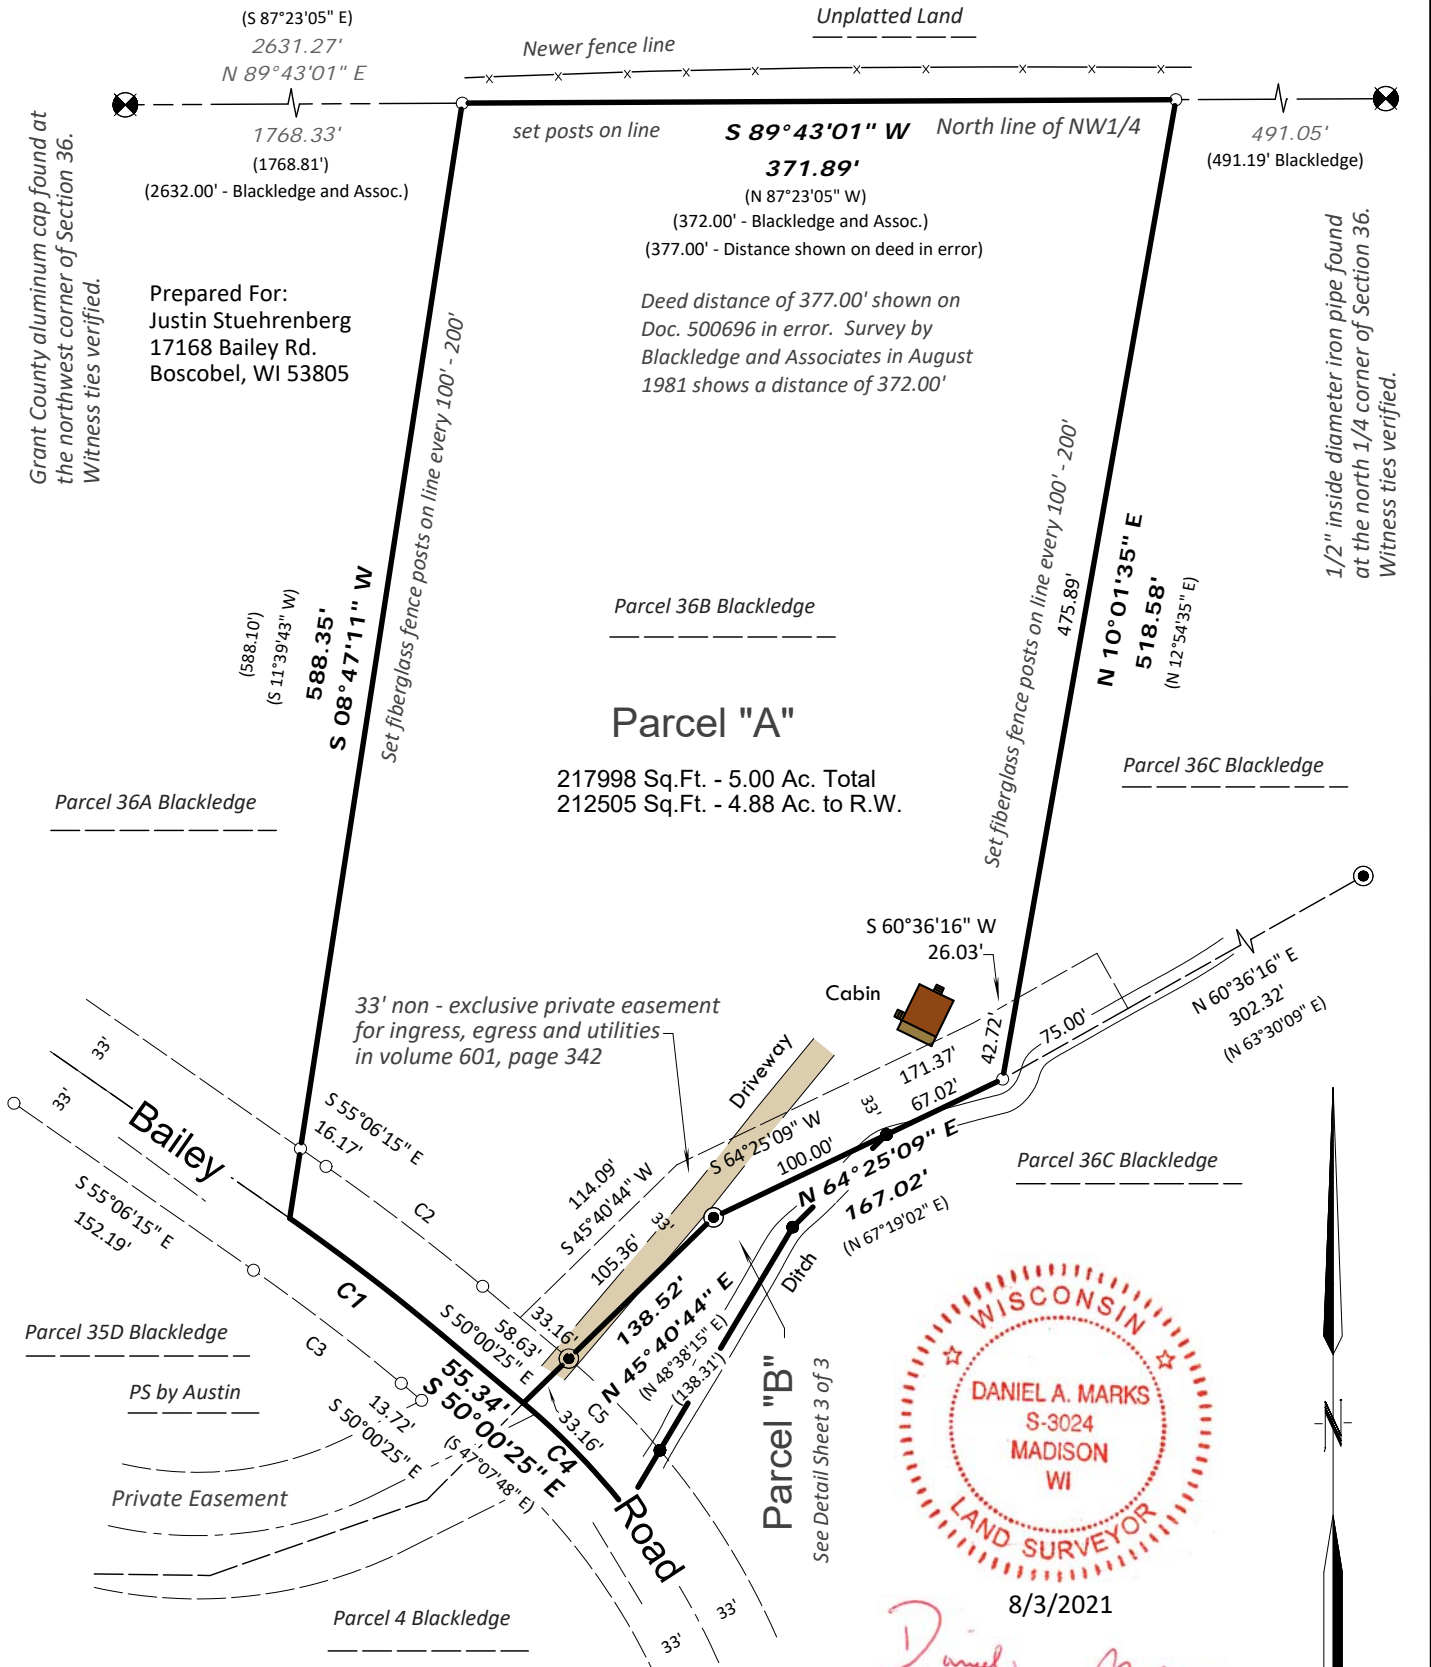 (S 87°23'05" E)
2631.27'
N 89°43'01" E
1768.33'
(1768.81')
(2632.00' - Blackledge and Assoc.)
Newer fence line
Unplatted Land
set posts on line
S 89°43'01" W
North line of NW1/4
371.89'
(N 87°23'05" W)
(372.00' - Blackledge and Assoc.)
(377.00' - Distance shown on deed in error)
491.05'
(491.19' Blackledge)
Grant County aluminum cap found at
the northwest corner of Section 36.
Witness ties verified.
Prepared For:
Justin Stuehrenberg
17168 Bailey Rd.
Boscobel, WI 53805
Deed distance of 377.00' shown on
Doc. 500696 in error. Survey by
Blackledge and Associates in August
1981 shows a distance of 372.00'
1/2" inside diameter iron pipe found
at the north 1/4 corner of Section 36.
Witness ties verified.
(588.10')
(S 11°39'43" W)
588.35'
S 08°47'11" W
Set fiberglass fence posts on line every 100' - 200'
Parcel 36B Blackledge
Set fiberglass fence posts on line every 100' - 200'
475.89'
N 10°01'35" E
518.58'
(N 12°54'35" E)
Parcel "A"
217998 Sq.Ft. - 5.00 Ac. Total
212505 Sq.Ft. - 4.88 Ac. to R.W.
Parcel 36A Blackledge
Parcel 36C Blackledge
S 60°36'16" W
26.03'
Cabin
33' non - exclusive private easement
for ingress, egress and utilities
in volume 601, page 342
Driveway
42.72'
75.00'
N 60°36'16" E
302.32'
(N 63°30'09" E)
171.37'
67.02'
33'
S 64°25'09" W
100.00'
N 64°25'09" E
167.02'
(N 67°19'02" E)
Parcel 36C Blackledge
33'
33'
Bailey
S 55°06'15" E
16.17'
S 55°06'15" E
152.19'
C2
114.09'
S 45°40'44" W
33'
105.36'
Ditch
C1
C3
S 50°00'25" E
58.63'
33.16'
138.52'
N 45°40'44" E
(N 48°38'15" E)
(138.31')
Parcel 35D Blackledge
PS by Austin
13.72'
S 50°00'25" E
55.34'
S 50°00'25" E
(S 47°07'48" E)
33.16'
C4
C5
Parcel "B"
See Detail Sheet 3 of 3
Private Easement
Road
33'
33'
Parcel 4 Blackledge
WISCONSIN
DANIEL A. MARKS
S-3024
MADISON
WI
LAND SURVEYOR
8/3/2021
N
Daniel